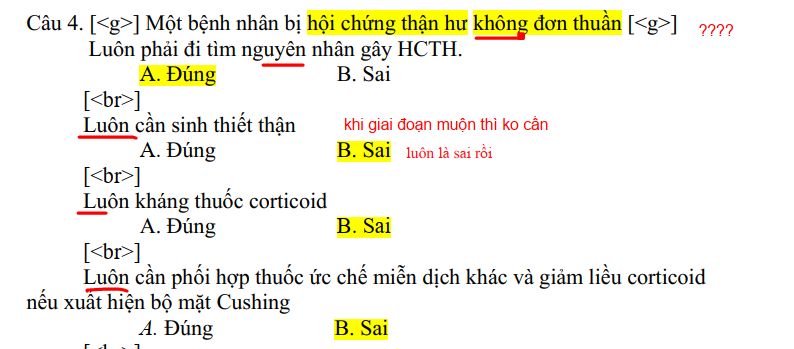 Câu 4. [<g>] Một bệnh nhân bị hội chứng thận hư không đơn thuần [<g>] ????
Luôn phải đi tìm nguyên nhân gây HCTH.
A. Đúng B. Sai
[<br>]
Luôn cần sinh thiết thận khi giai đoạn muộn thì ko cần
A. Đúng B. Sai luôn là sai rồi
[<br>]
Luôn kháng thuốc corticoid
A. Đúng B. Sai
[<br>]
Luôn cần phối hợp thuốc ức chế miễn dịch khác và giảm liều corticoid
nếu xuất hiện bộ mặt Cushing
A. Đúng B. Sai